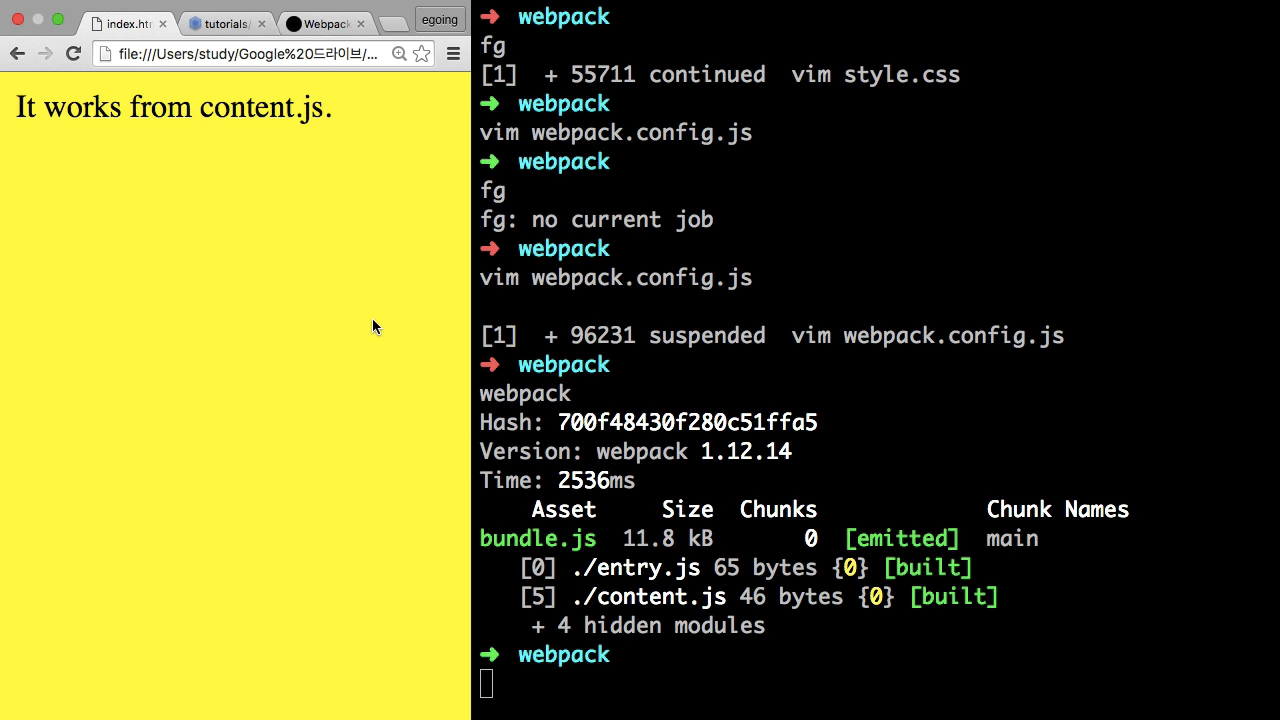 index.htm
tutorials/
Webpack
egoing
file:///Users/study/Google%20드라이브/...
It works from content.js.
➜ webpack
fg
[1]  + 55711 continued  vim style.css
➜ webpack
vim webpack.config.js
➜ webpack
fg
fg: no current job
➜ webpack
vim webpack.config.js
[1]  + 96231 suspended  vim webpack.config.js
➜ webpack
webpack
Hash: 700f48430f280c51ffa5
Version: webpack 1.12.14
Time: 2536ms
Asset Size Chunks Chunk Names
bundle.js 11.8 kB 0 [emitted] main
[0] ./entry.js 65 bytes {0} [built]
[5] ./content.js 46 bytes {0} [built]
+ 4 hidden modules
➜ webpack